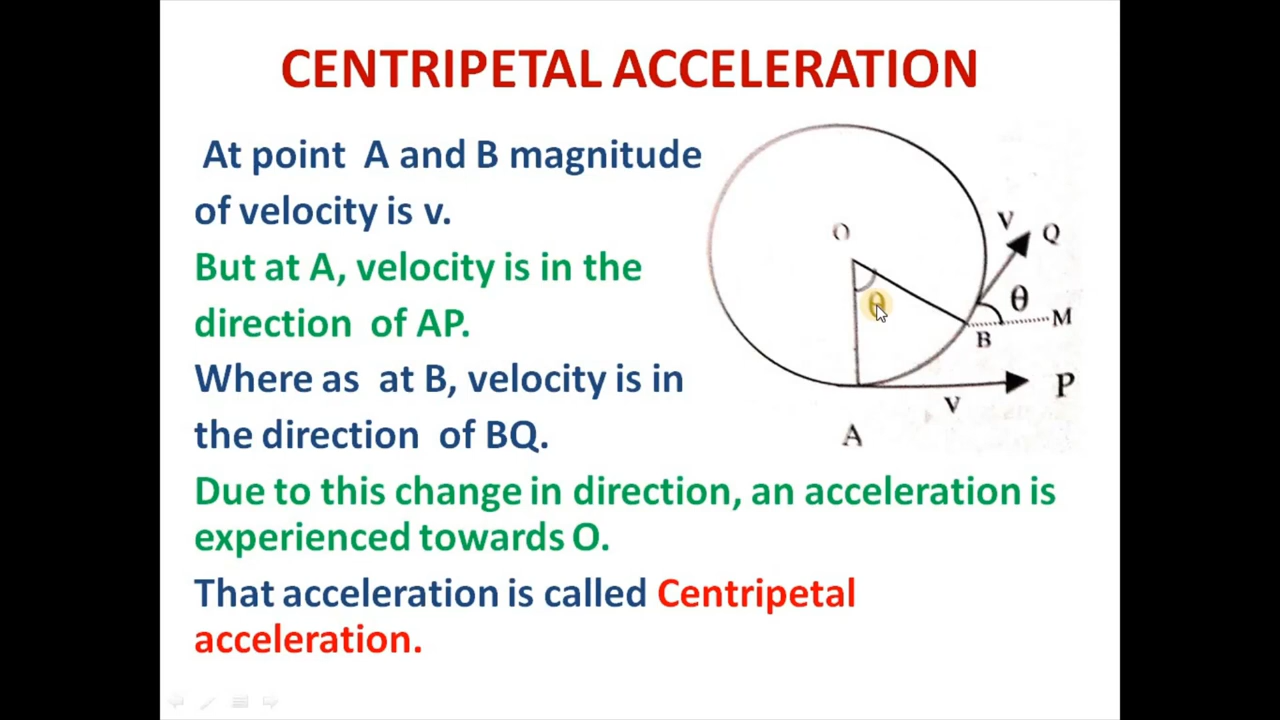 CENTRIPETAL ACCELERATION
At point A and B magnitude
of velocity is v.
But at A, velocity is in the
direction of AP.
Where as at B, velocity is in
the direction of BQ.
Due to this change in direction, an acceleration is
experienced towards O.
That acceleration is called Centripetal
acceleration.
O
θ
V
Q
θ
M
B
P
v
A